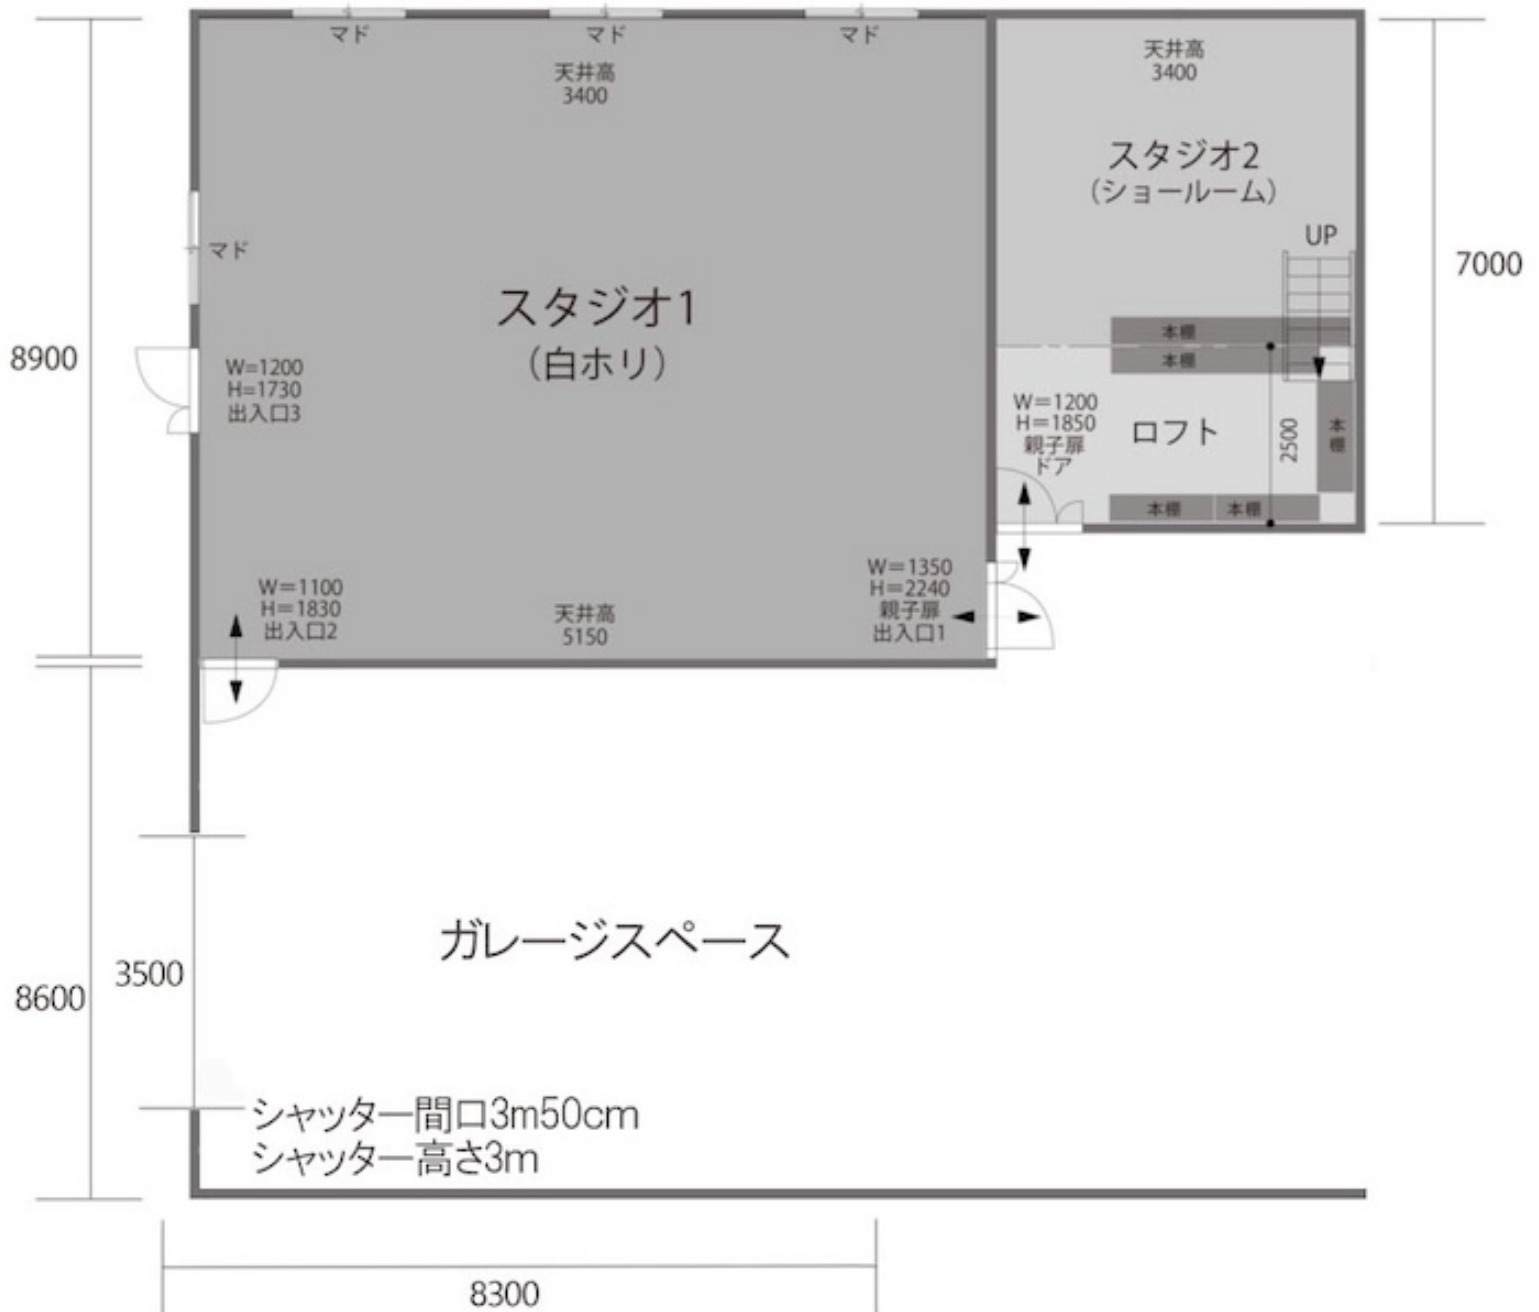 マド
マド
マド
天井高
3400
天井高
3400
スタジオ2
（ショールーム）
UP
マド
7000
スタジオ1
（白ホリ）
本棚
本棚
8900
W=1200
H=1730
出入口3
W=1200
H=1850
親子扉
ドア
ロフト
2500
本棚
本棚
本棚
W=1100
H=1830
出入口2
天井高
5150
W=1350
H=2240
親子扉
出入口1
ガレージスペース
3500
8600
シャッター間口3m50cm
シャッター高さ3m
8300